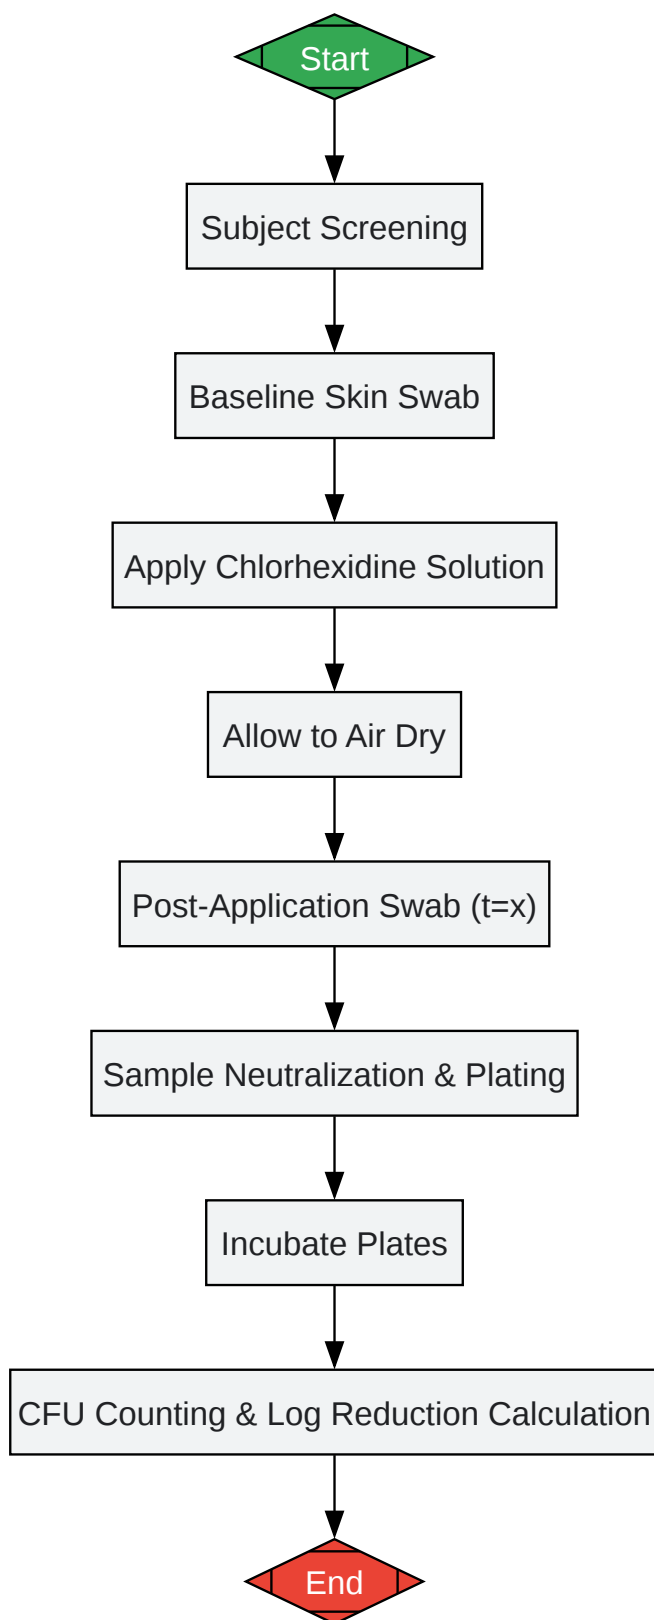 Start
Subject Screening
Baseline Skin Swab
Apply Chlorhexidine Solution
Allow to Air Dry
Post-Application Swab (t=x)
Sample Neutralization & Plating
Incubate Plates
CFU Counting & Log Reduction Calculation
End